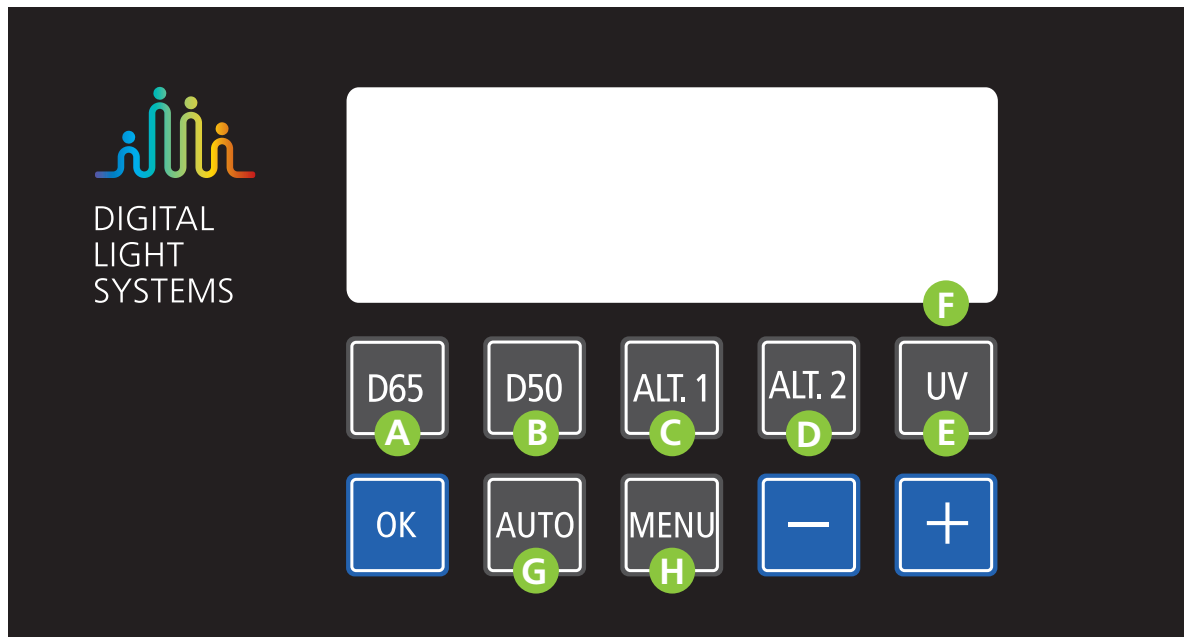 DIGITAL
LIGHT
SYSTEMS
F
D65 D50 ALT. 1 ALT. 2 UV
A B C D E
OK AUTO MENU — +
G H